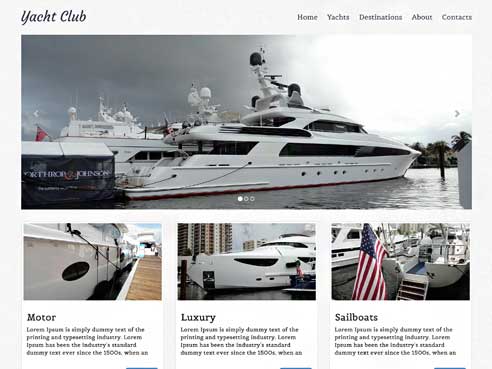 Yacht Club
Home Yachts Destinations About Contacts
NORTHROP & JOHNSON
Motor
Lorem Ipsum is simply dummy text of the
printing and typesetting industry. Lorem
Ipsum has been the industry's standard
dummy text ever since the 1500s, when an
Luxury
Lorem Ipsum is simply dummy text of the
printing and typesetting industry. Lorem
Ipsum has been the industry's standard
dummy text ever since the 1500s, when an
Sailboats
Lorem Ipsum is simply dummy text of the
printing and typesetting industry. Lorem
Ipsum has been the industry's standard
dummy text ever since the 1500s, when an